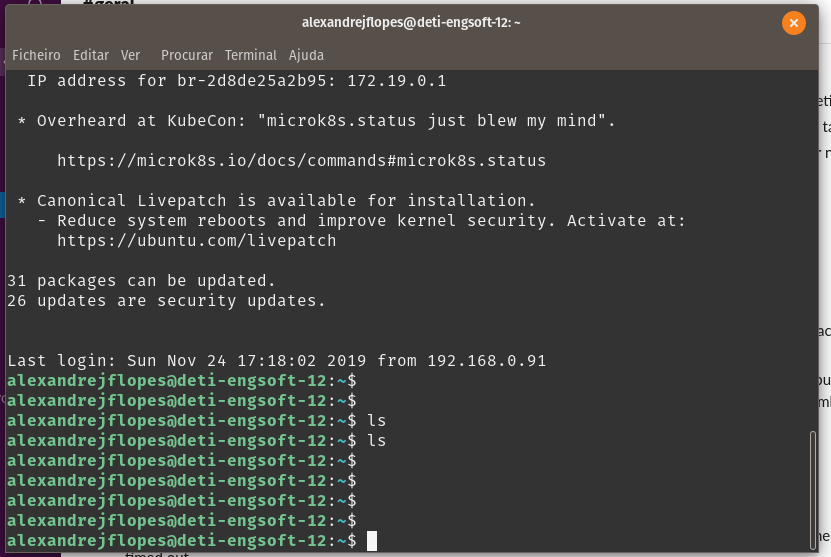 #geral
alexandrejflopes@deti-engsoft-12: ~
Ficheiro Editar Ver Procurar Terminal Ajuda
IP address for br-2d8de25a2b95: 172.19.0.1
* Overheard at KubeCon: "microk8s.status just blew my mind".
https://microk8s.io/docs/commands#microk8s.status
* Canonical Livepatch is available for installation.
- Reduce system reboots and improve kernel security. Activate at:
https://ubuntu.com/livepatch
31 packages can be updated.
26 updates are security updates.
Last login: Sun Nov 24 17:18:02 2019 from 192.168.0.91
alexandrejflopes@deti-engsoft-12:~$
alexandrejflopes@deti-engsoft-12:~$
alexandrejflopes@deti-engsoft-12:~$ ls
alexandrejflopes@deti-engsoft-12:~$ ls
alexandrejflopes@deti-engsoft-12:~$
alexandrejflopes@deti-engsoft-12:~$
alexandrejflopes@deti-engsoft-12:~$
alexandrejflopes@deti-engsoft-12:~$
alexandrejflopes@deti-engsoft-12:~$
timed out